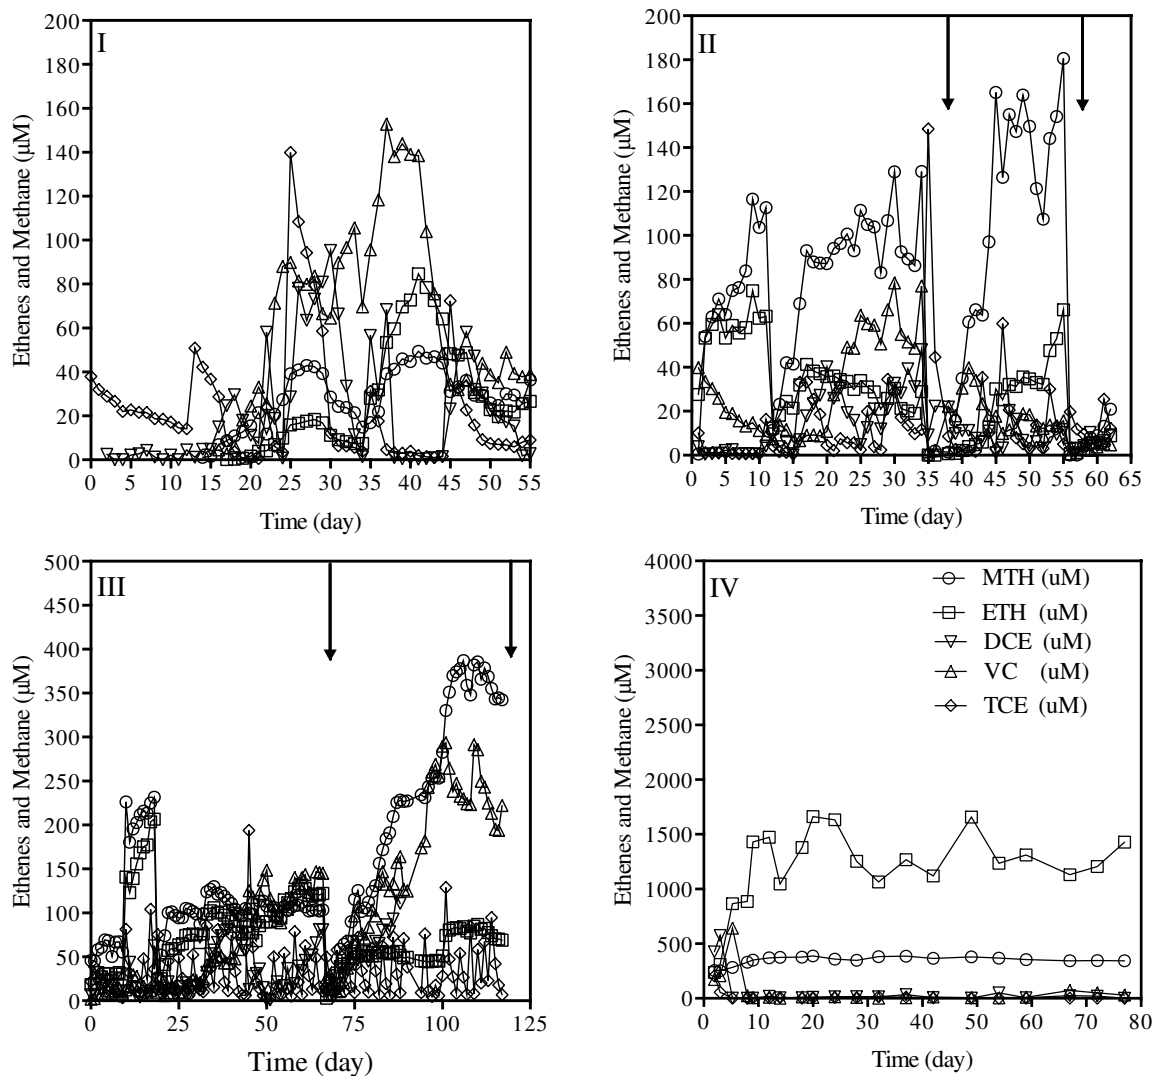 I
Ethenes and Methane (µM)
200
180
160
140
120
100
80
60
40
20
0
0 5 10 15 20 25 30 35 40 45 50 55
Time (day)
II
Ethenes and Methane (µM)
200
180
160
140
120
100
80
60
40
20
0
0 5 10 15 20 25 30 35 40 45 50 55 60 65
Time (day)
III
Ethenes and Methane (µM)
500
450
400
350
300
250
200
150
100
50
0
0 25 50 75 100 125
Time (day)
IV
Ethenes and Methane (µM)
4000
3500
3000
2500
2000
1500
1000
500
0
0 10 20 30 40 50 60 70 80
Time (day)
MTH (uM)
ETH (uM)
DCE (uM)
VC (uM)
TCE (uM)